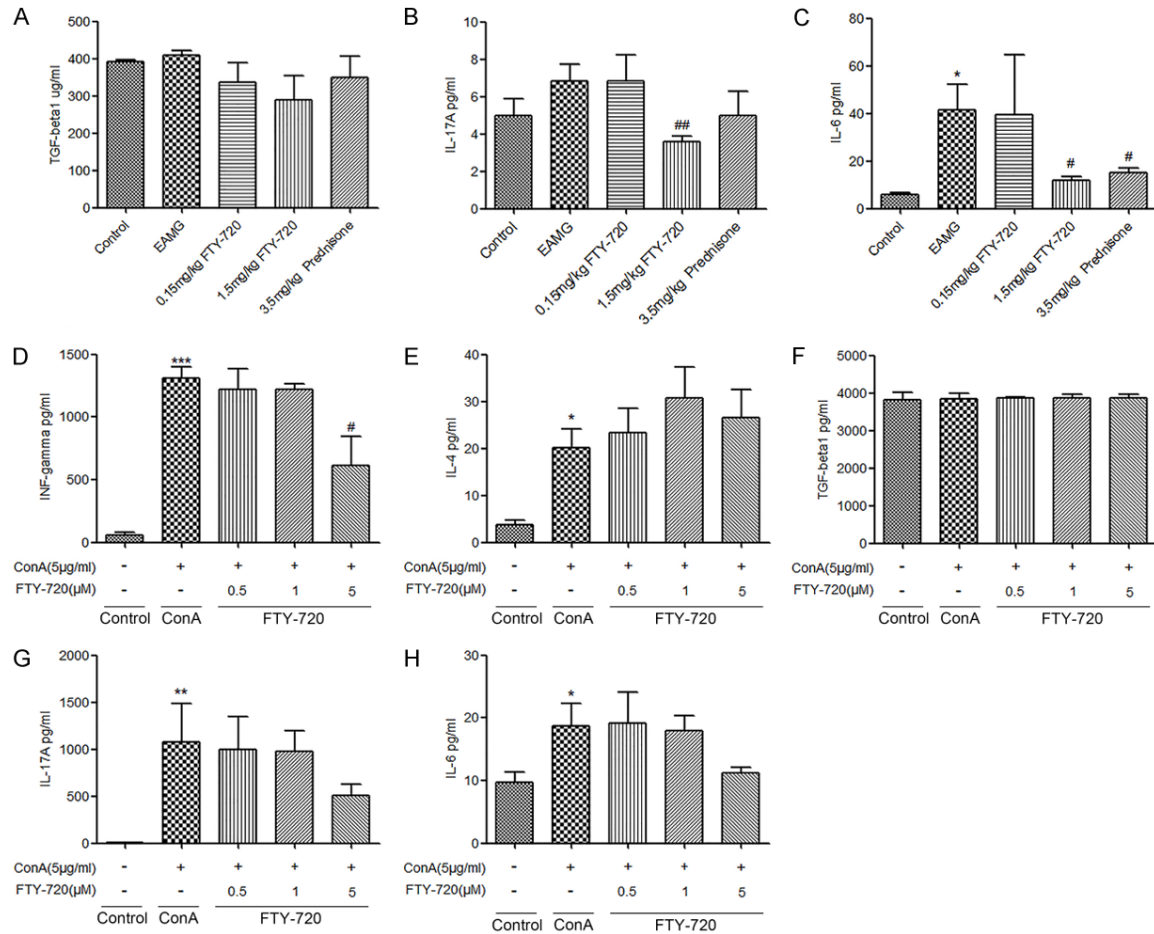 A
TGF-beta1 ug/ml
500
400
300
200
100
0
Control
EAMG
0.15mg/kg FTY-720
1.5mg/kg FTY-720
3.5mg/kg Prednisone
B
IL-17A pg/ml
10
8
6
4
2
0
##
Control
EAMG
0.15mg/kg FTY-720
1.5mg/kg FTY-720
3.5mg/kg Prednisone
C
IL-6 pg/ml
80
60
40
20
0
*
#
#
Control
EAMG
0.15mg/kg FTY-720
1.5mg/kg FTY-720
3.5mg/kg Prednisone
D
INF-gamma pg/ml
1500
1000
500
0
***
#
ConA(5µg/ml) - + + + +
FTY-720(µM) - - 0.5 1 5
Control ConA FTY-720
E
IL-4 pg/ml
40
30
20
10
0
*
ConA(5µg/ml) - + + + +
FTY-720(µM) - - 0.5 1 5
Control ConA FTY-720
F
TGF-beta1 pg/ml
5000
4000
3000
2000
1000
0
ConA(5µg/ml) - + + + +
FTY-720(µM) - - 0.5 1 5
Control ConA FTY-720
G
IL-17A pg/ml
2000
1500
1000
500
0
**
ConA(5µg/ml) - + + + +
FTY-720(µM) - - 0.5 1 5
Control ConA FTY-720
H
IL-6 pg/ml
30
20
10
0
*
ConA(5µg/ml) - + + + +
FTY-720(µM) - - 0.5 1 5
Control ConA FTY-720